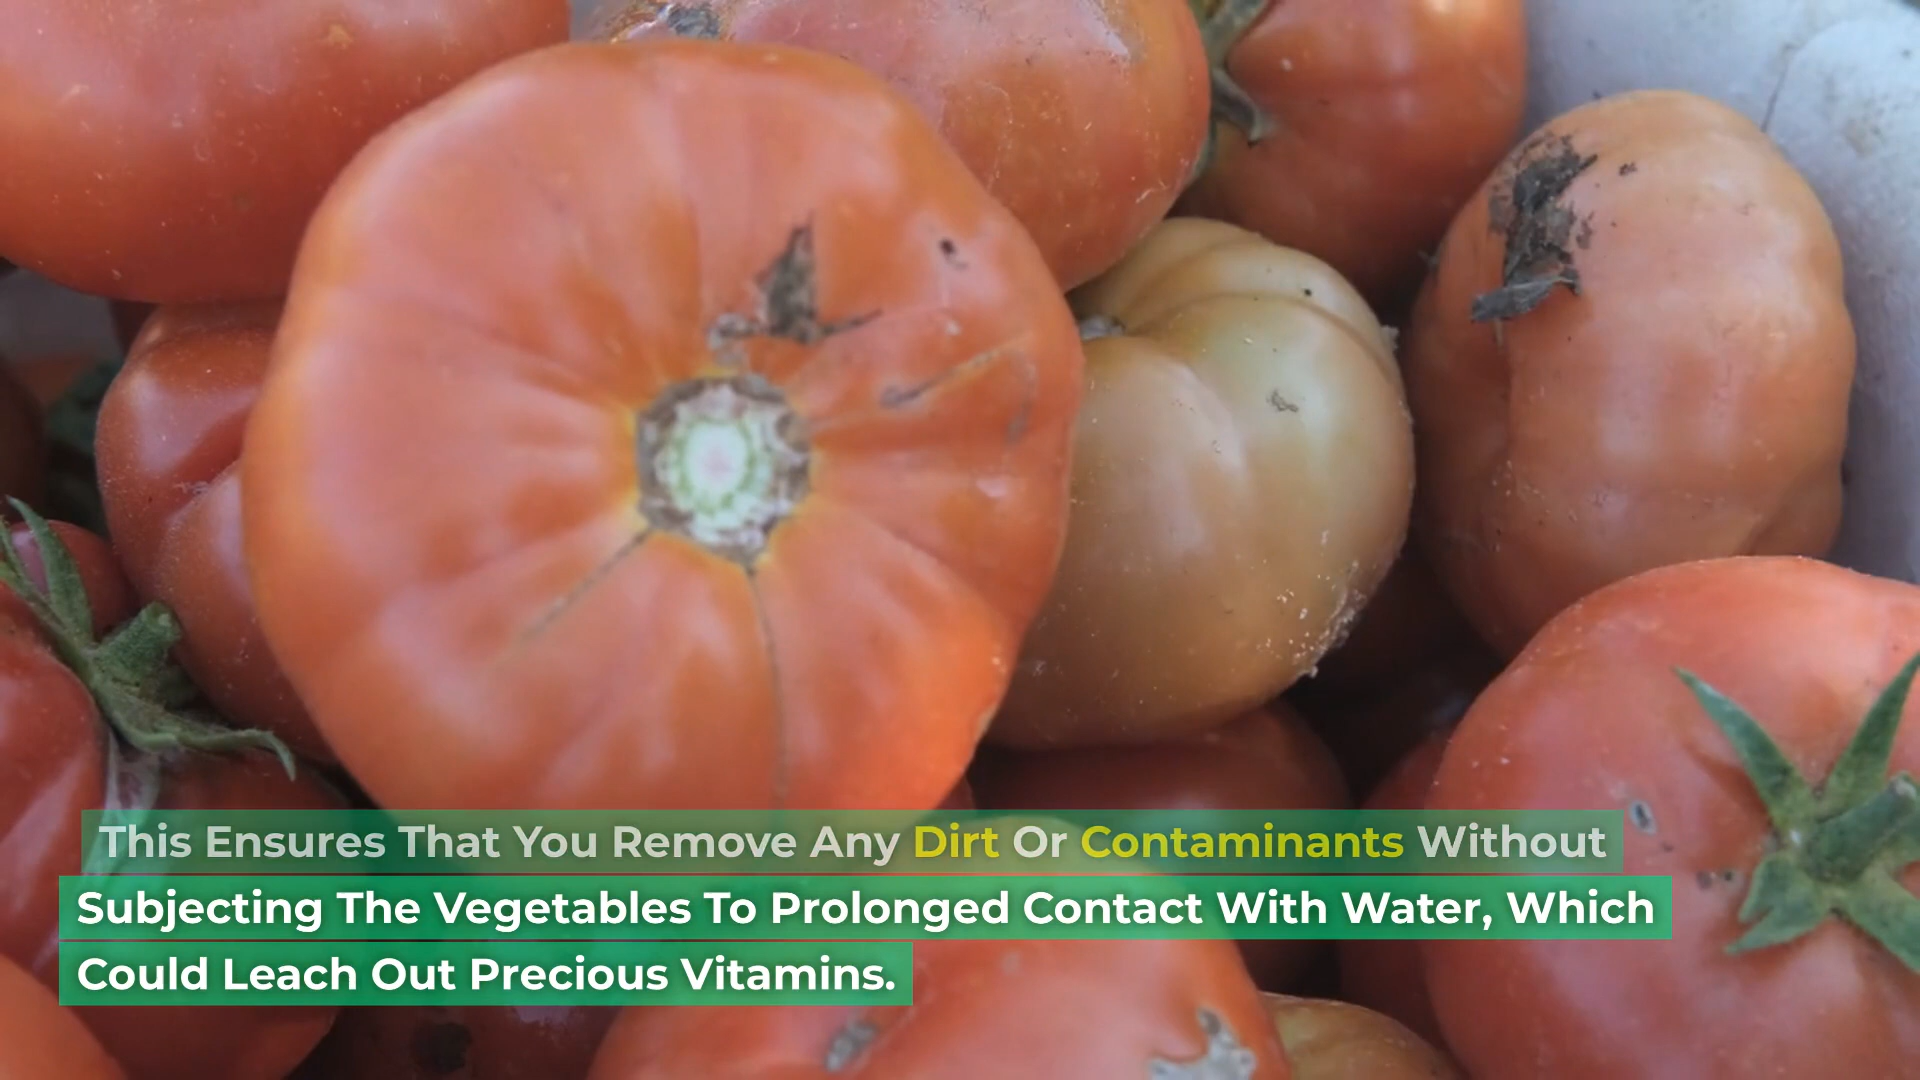 This Ensures That You Remove Any Dirt Or Contaminants Without
Subjecting The Vegetables To Prolonged Contact With Water, Which
Could Leach Out Precious Vitamins.